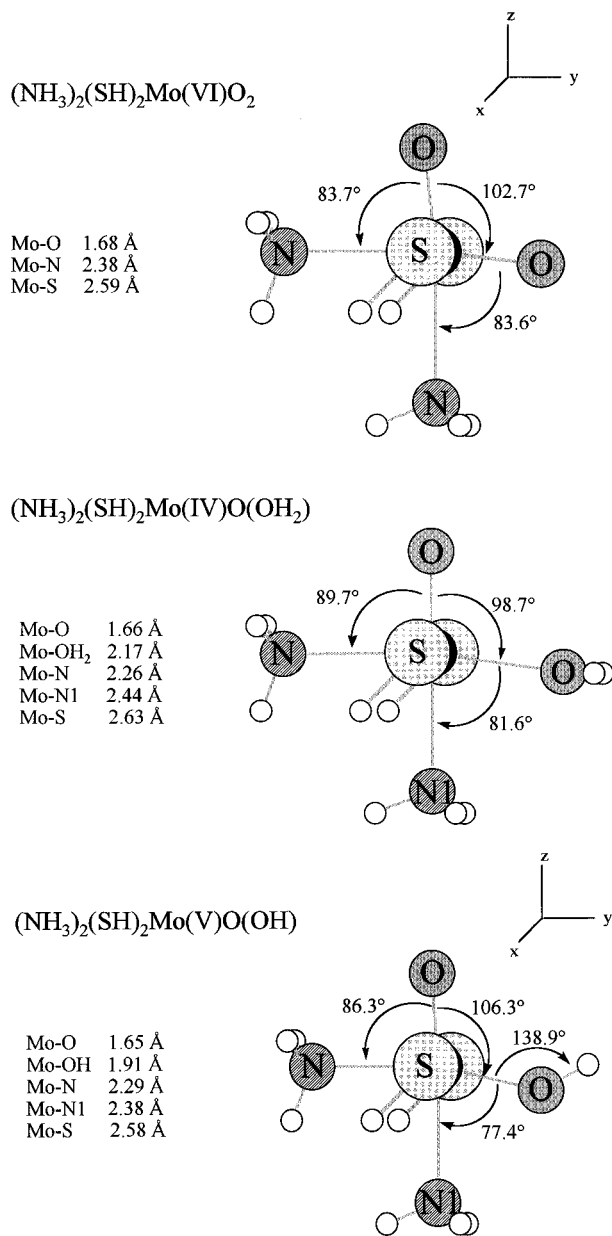 z
y
x
(NH₃)₂(SH)₂Mo(VI)O₂
O
83.7°
102.7°
Mo-O 1.68 Å
Mo-N 2.38 Å
Mo-S 2.59 Å
N
S
O
83.6°
N
(NH₃)₂(SH)₂Mo(IV)O(OH₂)
O
89.7°
98.7°
Mo-O 1.66 Å
Mo-OH₂ 2.17 Å
Mo-N 2.26 Å
Mo-N1 2.44 Å
Mo-S 2.63 Å
N
S
O
81.6°
N1
z
y
x
(NH₃)₂(SH)₂Mo(V)O(OH)
O
86.3°
106.3°
138.9°
Mo-O 1.65 Å
Mo-OH 1.91 Å
Mo-N 2.29 Å
Mo-N1 2.38 Å
Mo-S 2.58 Å
N
S
O
77.4°
N1